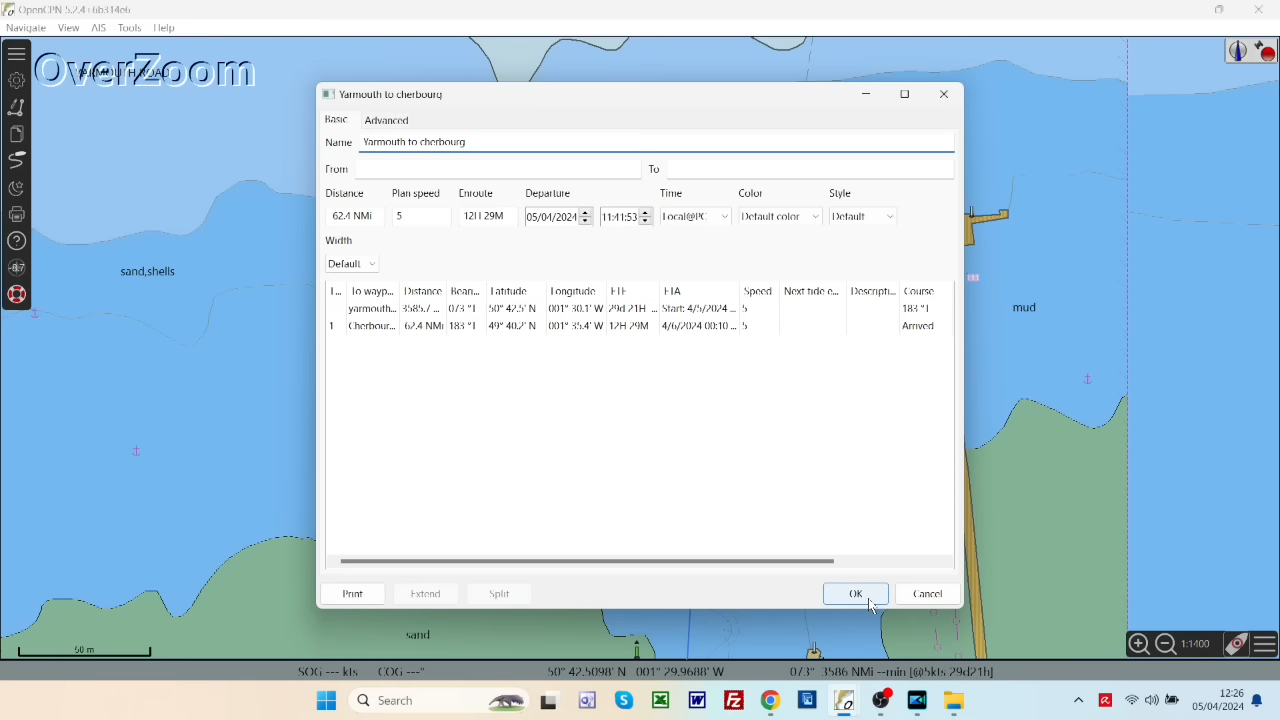 OpenCPN 5.2.4+6b314e6
Navigate View AIS Tools Help
OverZoom
YARMOUTH ROAD
Yarmouth to cherbourg
Basic Advanced
Name Yarmouth to cherbourg
From To
Distance Plan speed Enroute Departure Time Color Style
62.4 NMi 5 12H 29M 05/04/2024 11:41:53 Local@PC Default color Default
Width
Default
To wayp... Distance Beari... Latitude Longitude ETE ETA Speed Next tide e... Descripti... Course
yarmouth... 3585.7 ... 073 °T 50° 42.5' N 001° 30.1' W 29d 21H ... Start: 4/5/2024 ... 5 183 °T
1 Cherbour... 62.4 NMi 183 °T 49° 40.2' N 001° 35.4' W 12H 29M 4/6/2024 00:10 ... 5 Arrived
sand,shells
mud
-8.7
Print Extend Split OK Cancel
sand
50 m
1:1400
SOG --- kts COG ---° 50° 42.5098' N 001° 29.9688' W 073° 3586 NMi --min [@5kts 29d21h]
Search
12:26
05/04/2024